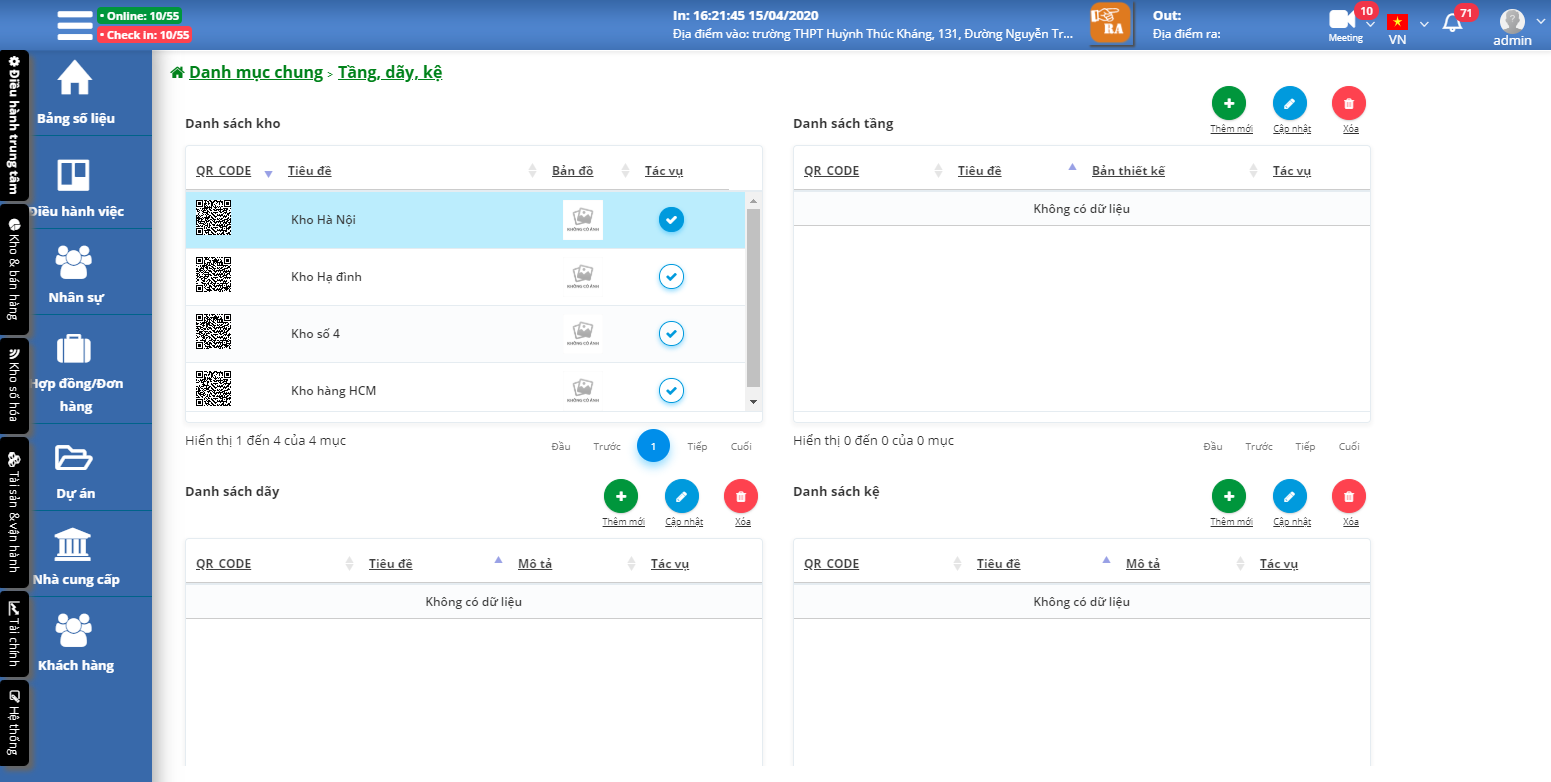 • Online: 10/55
• Check in: 10/55
In: 16:21:45 15/04/2020
Địa điểm vào: trường THPT Huỳnh Thúc Kháng, 131, Đường Nguyễn Tr...
RA
Out:
Địa điểm ra:
10
Meeting
VN
71
admin
Điều hành trung tâm
Kho & bán hàng
Kho số hóa
Tài sản & vận hành
Tài chính
Hệ thống
Bảng số liệu
Điều hành việc
Nhân sự
Hợp đồng/Đơn
hàng
Dự án
Nhà cung cấp
Khách hàng
Danh mục chung > Tầng, dãy, kệ
Danh sách kho
QR CODE Tiêu đề Bản đồ Tác vụ
Kho Hà Nội KHÔNG CÓ ẢNH
Kho Hạ đình KHÔNG CÓ ẢNH
Kho số 4 KHÔNG CÓ ẢNH
Kho hàng HCM KHÔNG CÓ ẢNH
Hiển thị 1 đến 4 của 4 mục
Đầu Trước 1 Tiếp Cuối
Danh sách tầng
Thêm mới Cập nhật Xóa
QR CODE Tiêu đề Bản thiết kế Tác vụ
Không có dữ liệu
Hiển thị 0 đến 0 của 0 mục
Đầu Trước Tiếp Cuối
Danh sách dãy
Thêm mới Cập nhật Xóa
QR CODE Tiêu đề Mô tả Tác vụ
Không có dữ liệu
Danh sách kệ
Thêm mới Cập nhật Xóa
QR CODE Tiêu đề Mô tả Tác vụ
Không có dữ liệu